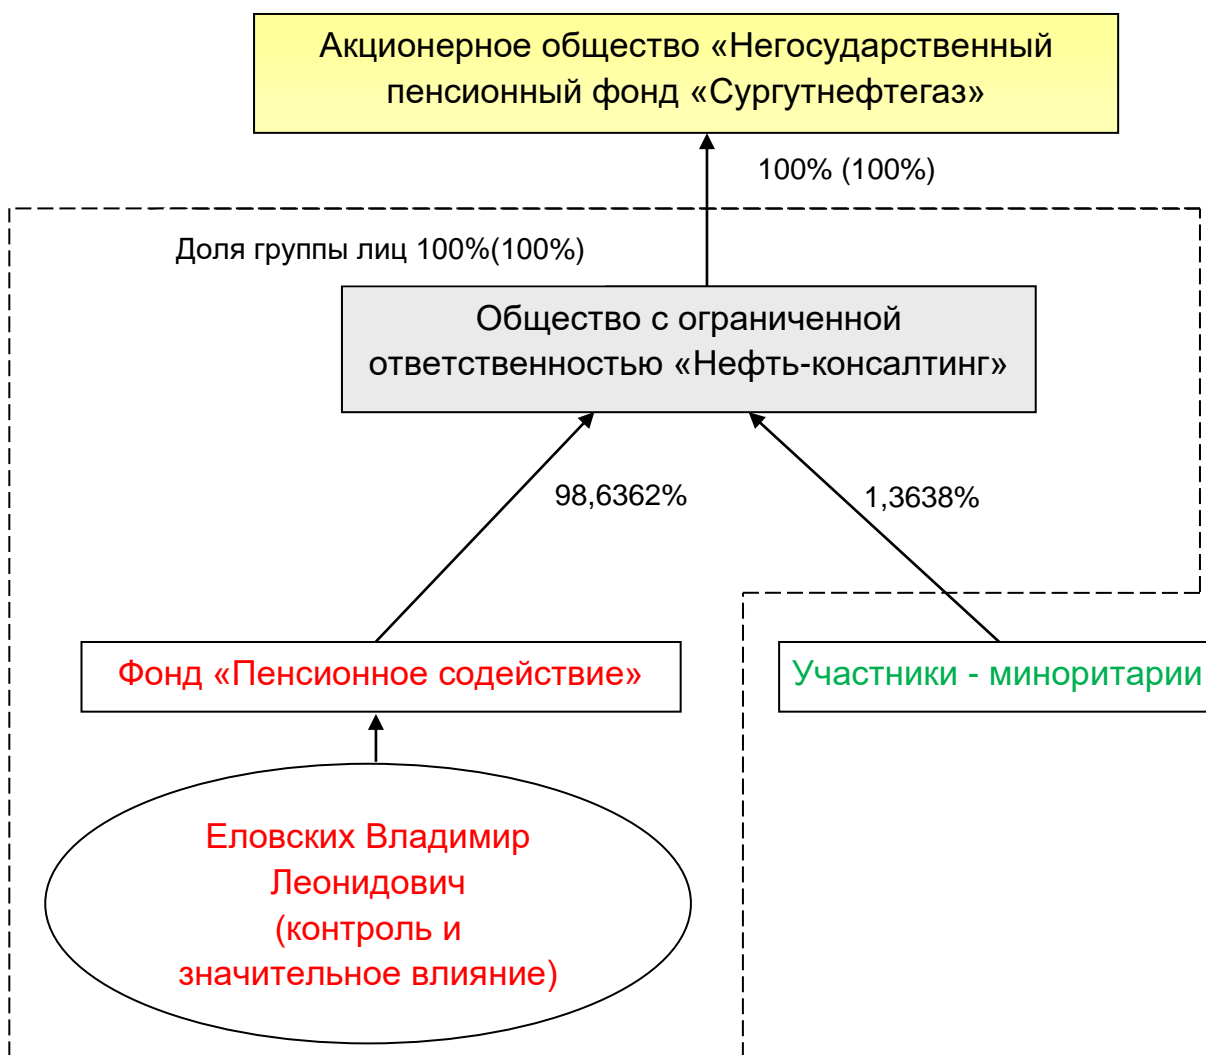 Акционерное общество «Негосударственный
пенсионный фонд «Сургутнефтегаз»
100% (100%)
Доля группы лиц 100%(100%)
Общество с ограниченной
ответственностью «Нефть-консалтинг»
98,6362%
1,3638%
Фонд «Пенсионное содействие»
Участники - миноритарии
Еловских Владимир
Леонидович
(контроль и
значительное влияние)